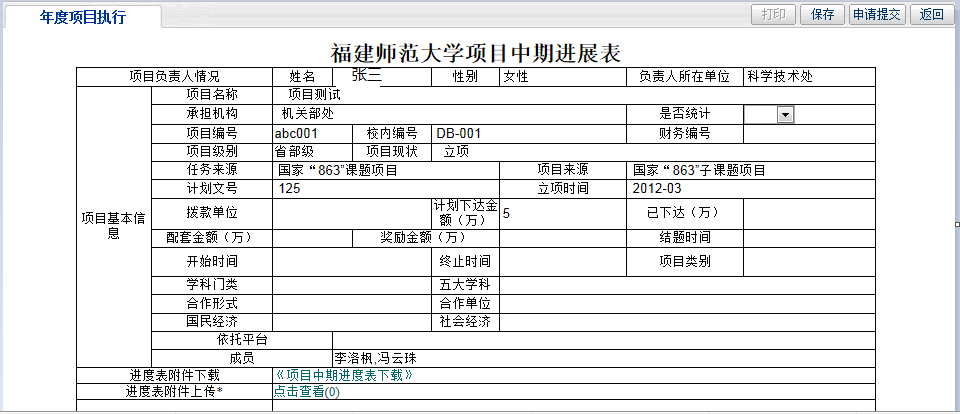 年度项目执行
打印 保存 申请提交 返回
福建师范大学项目中期进展表
项目负责人情况 姓名 张三 性别 女性 负责人所在单位 科学技术处
项目基本信息
项目名称 项目测试
承担机构 机关部处 是否统计
项目编号 abc001 校内编号 DB-001 财务编号
项目级别 省部级 项目现状 立项
任务来源 国家“863”课题项目 项目来源 国家“863”子课题项目
计划文号 125 立项时间 2012-03
拨款单位 计划下达金额（万） 5 已下达（万）
配套金额（万） 奖励金额（万） 结题时间
开始时间 终止时间 项目类别
学科门类 五大学科
合作形式 合作单位
国民经济 社会经济
依托平台
成员 李洛枫,冯云珠
进度表附件下载 《项目中期进度表下载》
进度表附件上传* 点击查看(0)